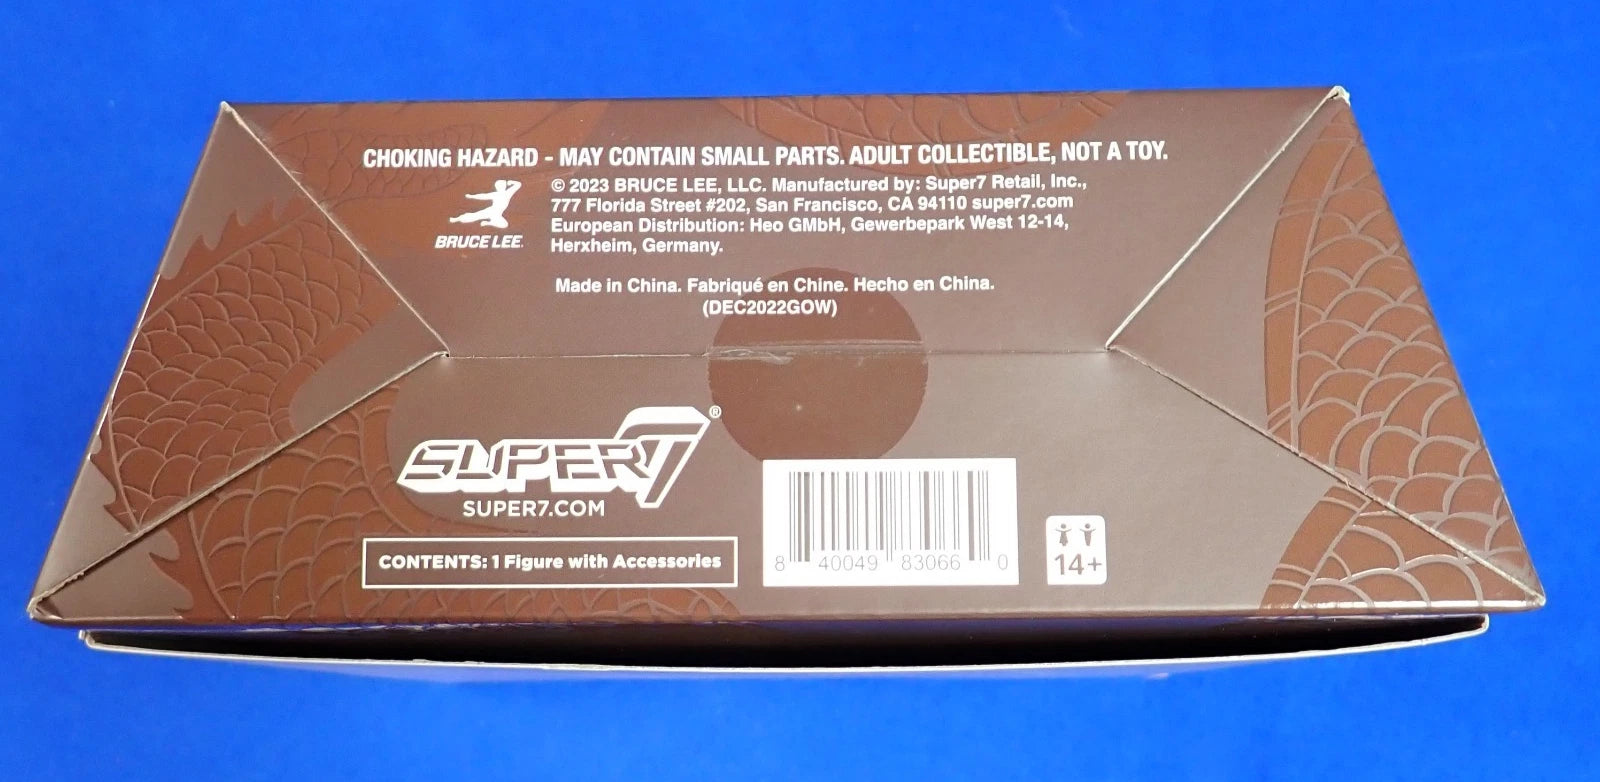 CHOKING HAZARD - MAY CONTAIN SMALL PARTS. ADULT COLLECTIBLE, NOT A TOY.
BRUCE LEE
© 2023 BRUCE LEE, LLC. Manufactured by: Super7 Retail, Inc.,
777 Florida Street #202, San Francisco, CA 94110 super7.com
European Distribution: Heo GMbH, Gewerbepark West 12-14,
Herxheim, Germany.
Made in China. Fabriqué en Chine. Hecho en China.
(DEC2022GOW)
SUPER7®
SUPER7.COM
CONTENTS: 1 Figure with Accessories
8 40049 83066 0
14+